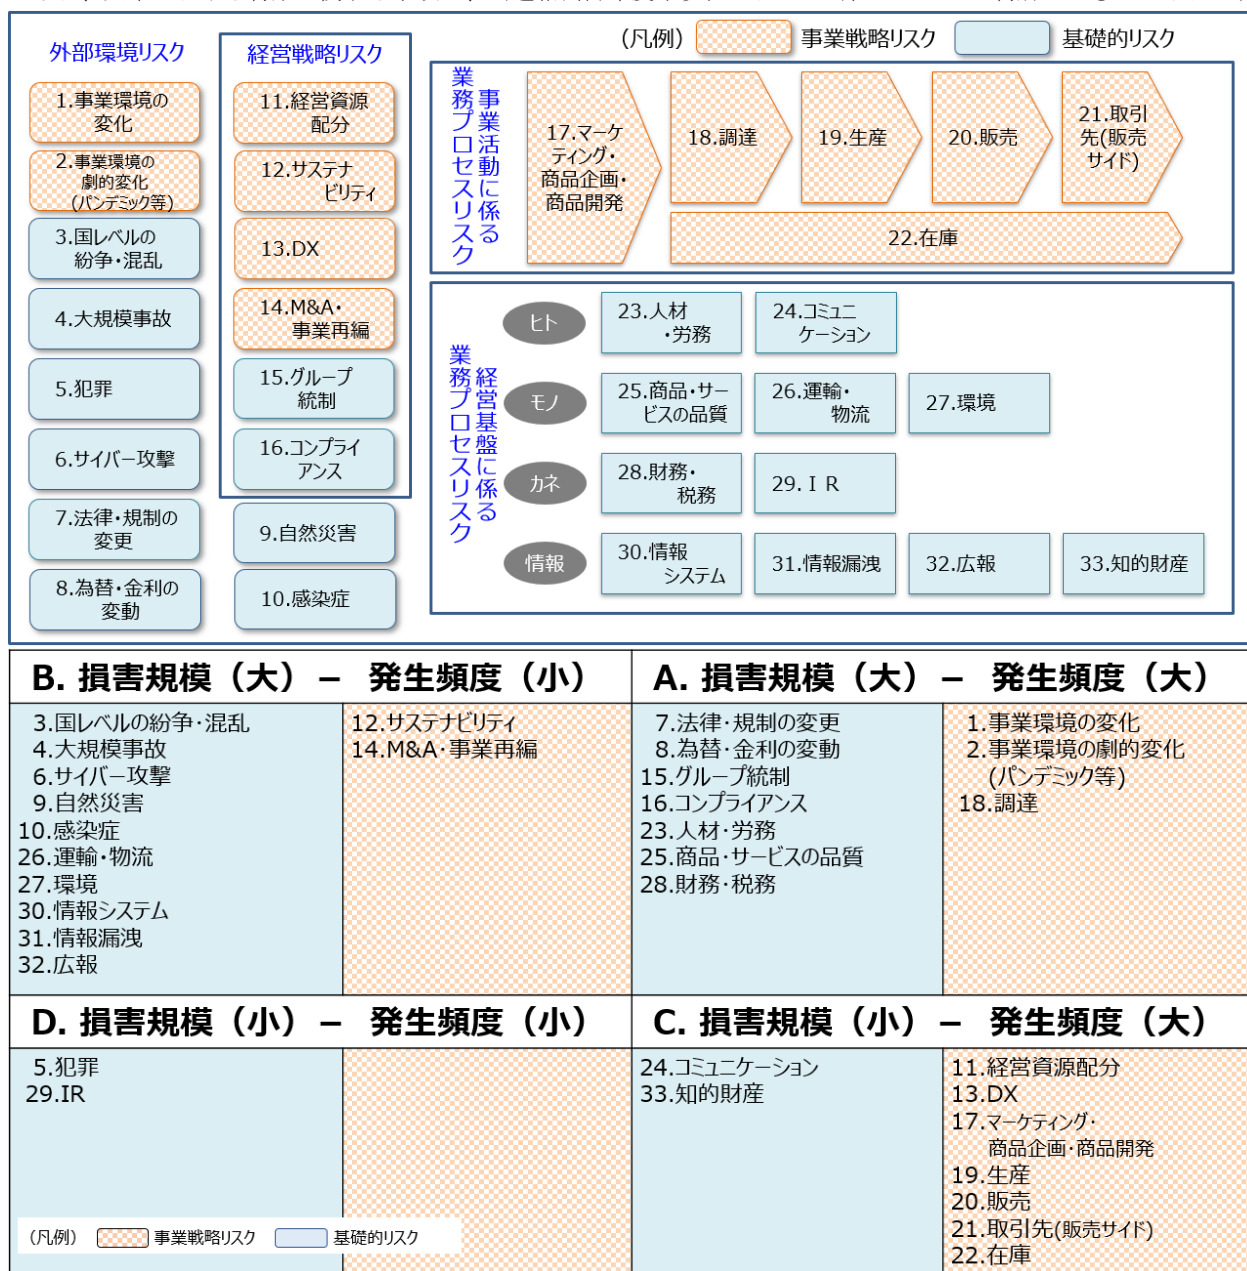 (凡例) 事業戦略リスク 基礎的リスク
外部環境リスク
1.事業環境の
変化
2.事業環境の
劇的変化
(パンデミック等)
3.国レベルの
紛争・混乱
4.大規模事故
5.犯罪
6.サイバー攻撃
7.法律・規制の
変更
8.為替・金利の
変動
経営戦略リスク
11.経営資源
配分
12.サステナ
ビリティ
13.DX
14.M&A・
事業再編
15.グループ
統制
16.コンプライ
アンス
9.自然災害
10.感染症
事業活動に係る
業務プロセスリスク
17.マーケ
ティング・
商品企画・
商品開発
18.調達
19.生産
20.販売
21.取引
先(販売
サイド)
22.在庫
経営基盤に係る
業務プロセスリスク
ヒト
23.人材
・労務
24.コミュニ
ケーション
モノ
25.商品・サー
ビスの品質
26.運輸・
物流
27.環境
カネ
28.財務・
税務
29.ＩＲ
情報
30.情報
システム
31.情報漏洩
32.広報
33.知的財産
B. 損害規模（大）– 発生頻度（小）
3.国レベルの紛争・混乱
4.大規模事故
6.サイバー攻撃
9.自然災害
10.感染症
26.運輸・物流
27.環境
30.情報システム
31.情報漏洩
32.広報
12.サステナビリティ
14.M&A・事業再編
A. 損害規模（大）– 発生頻度（大）
7.法律・規制の変更
8.為替・金利の変動
15.グループ統制
16.コンプライアンス
23.人材・労務
25.商品・サービスの品質
28.財務・税務
1.事業環境の変化
2.事業環境の劇的変化
(パンデミック等)
18.調達
D. 損害規模（小）– 発生頻度（小）
5.犯罪
29.IR
(凡例) 事業戦略リスク 基礎的リスク
C. 損害規模（小）– 発生頻度（大）
24.コミュニケーション
33.知的財産
11.経営資源配分
13.DX
17.マーケティング・
商品企画・商品開発
19.生産
20.販売
21.取引先(販売サイド)
22.在庫